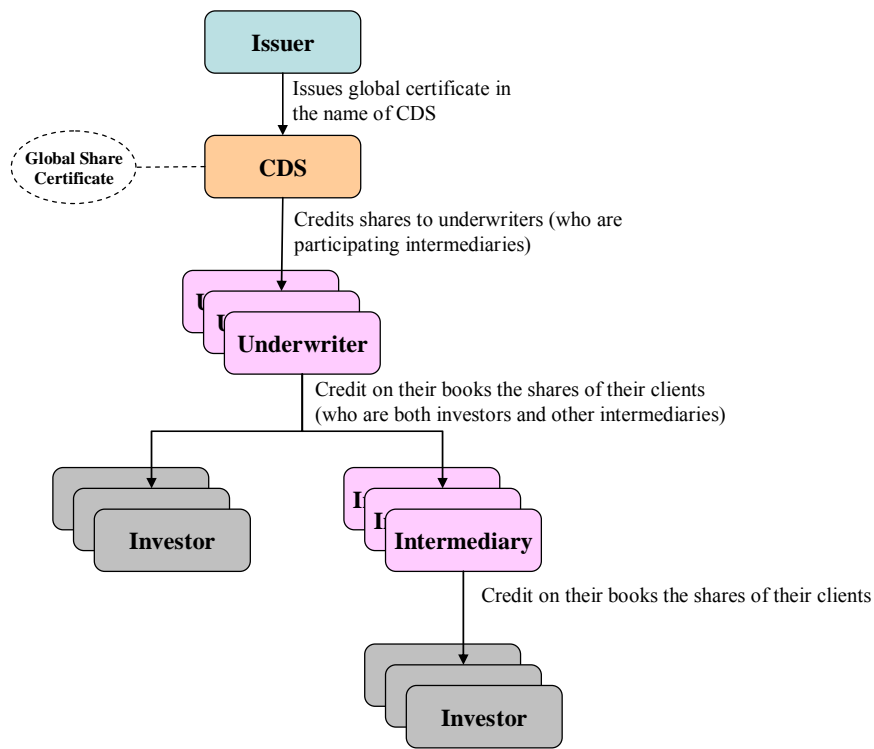 Issuer
Issues global certificate in
the name of CDS
Global Share
Certificate
CDS
Credits shares to underwriters (who are
participating intermediaries)
U
U
Underwriter
Credit on their books the shares of their clients
(who are both investors and other intermediaries)
Investor
In
In
Intermediary
Credit on their books the shares of their clients
Investor